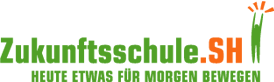 Zukunftsschule.SH
HEUTE ETWAS FÜR MORGEN BEWEGEN